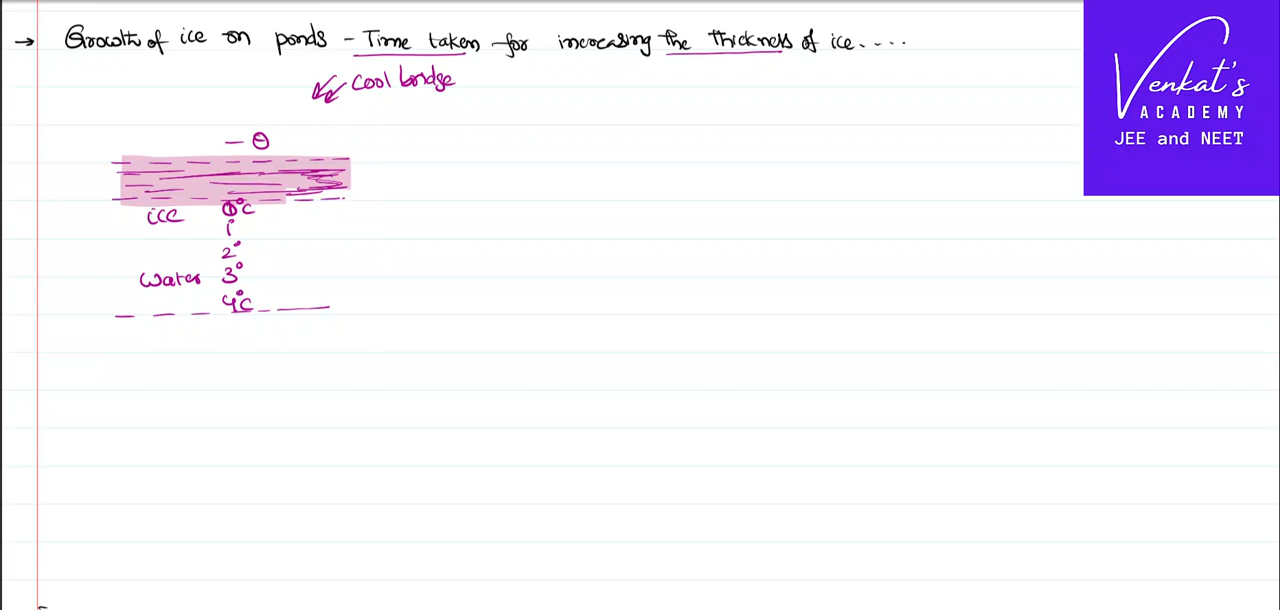 → Growth of ice on ponds - Time taken for increasing the thickness of ice....
Cool bridge
Venkat's
ACADEMY
JEE and NEET
- θ
ice 0°C
1°
2°
Water 3°
4°C